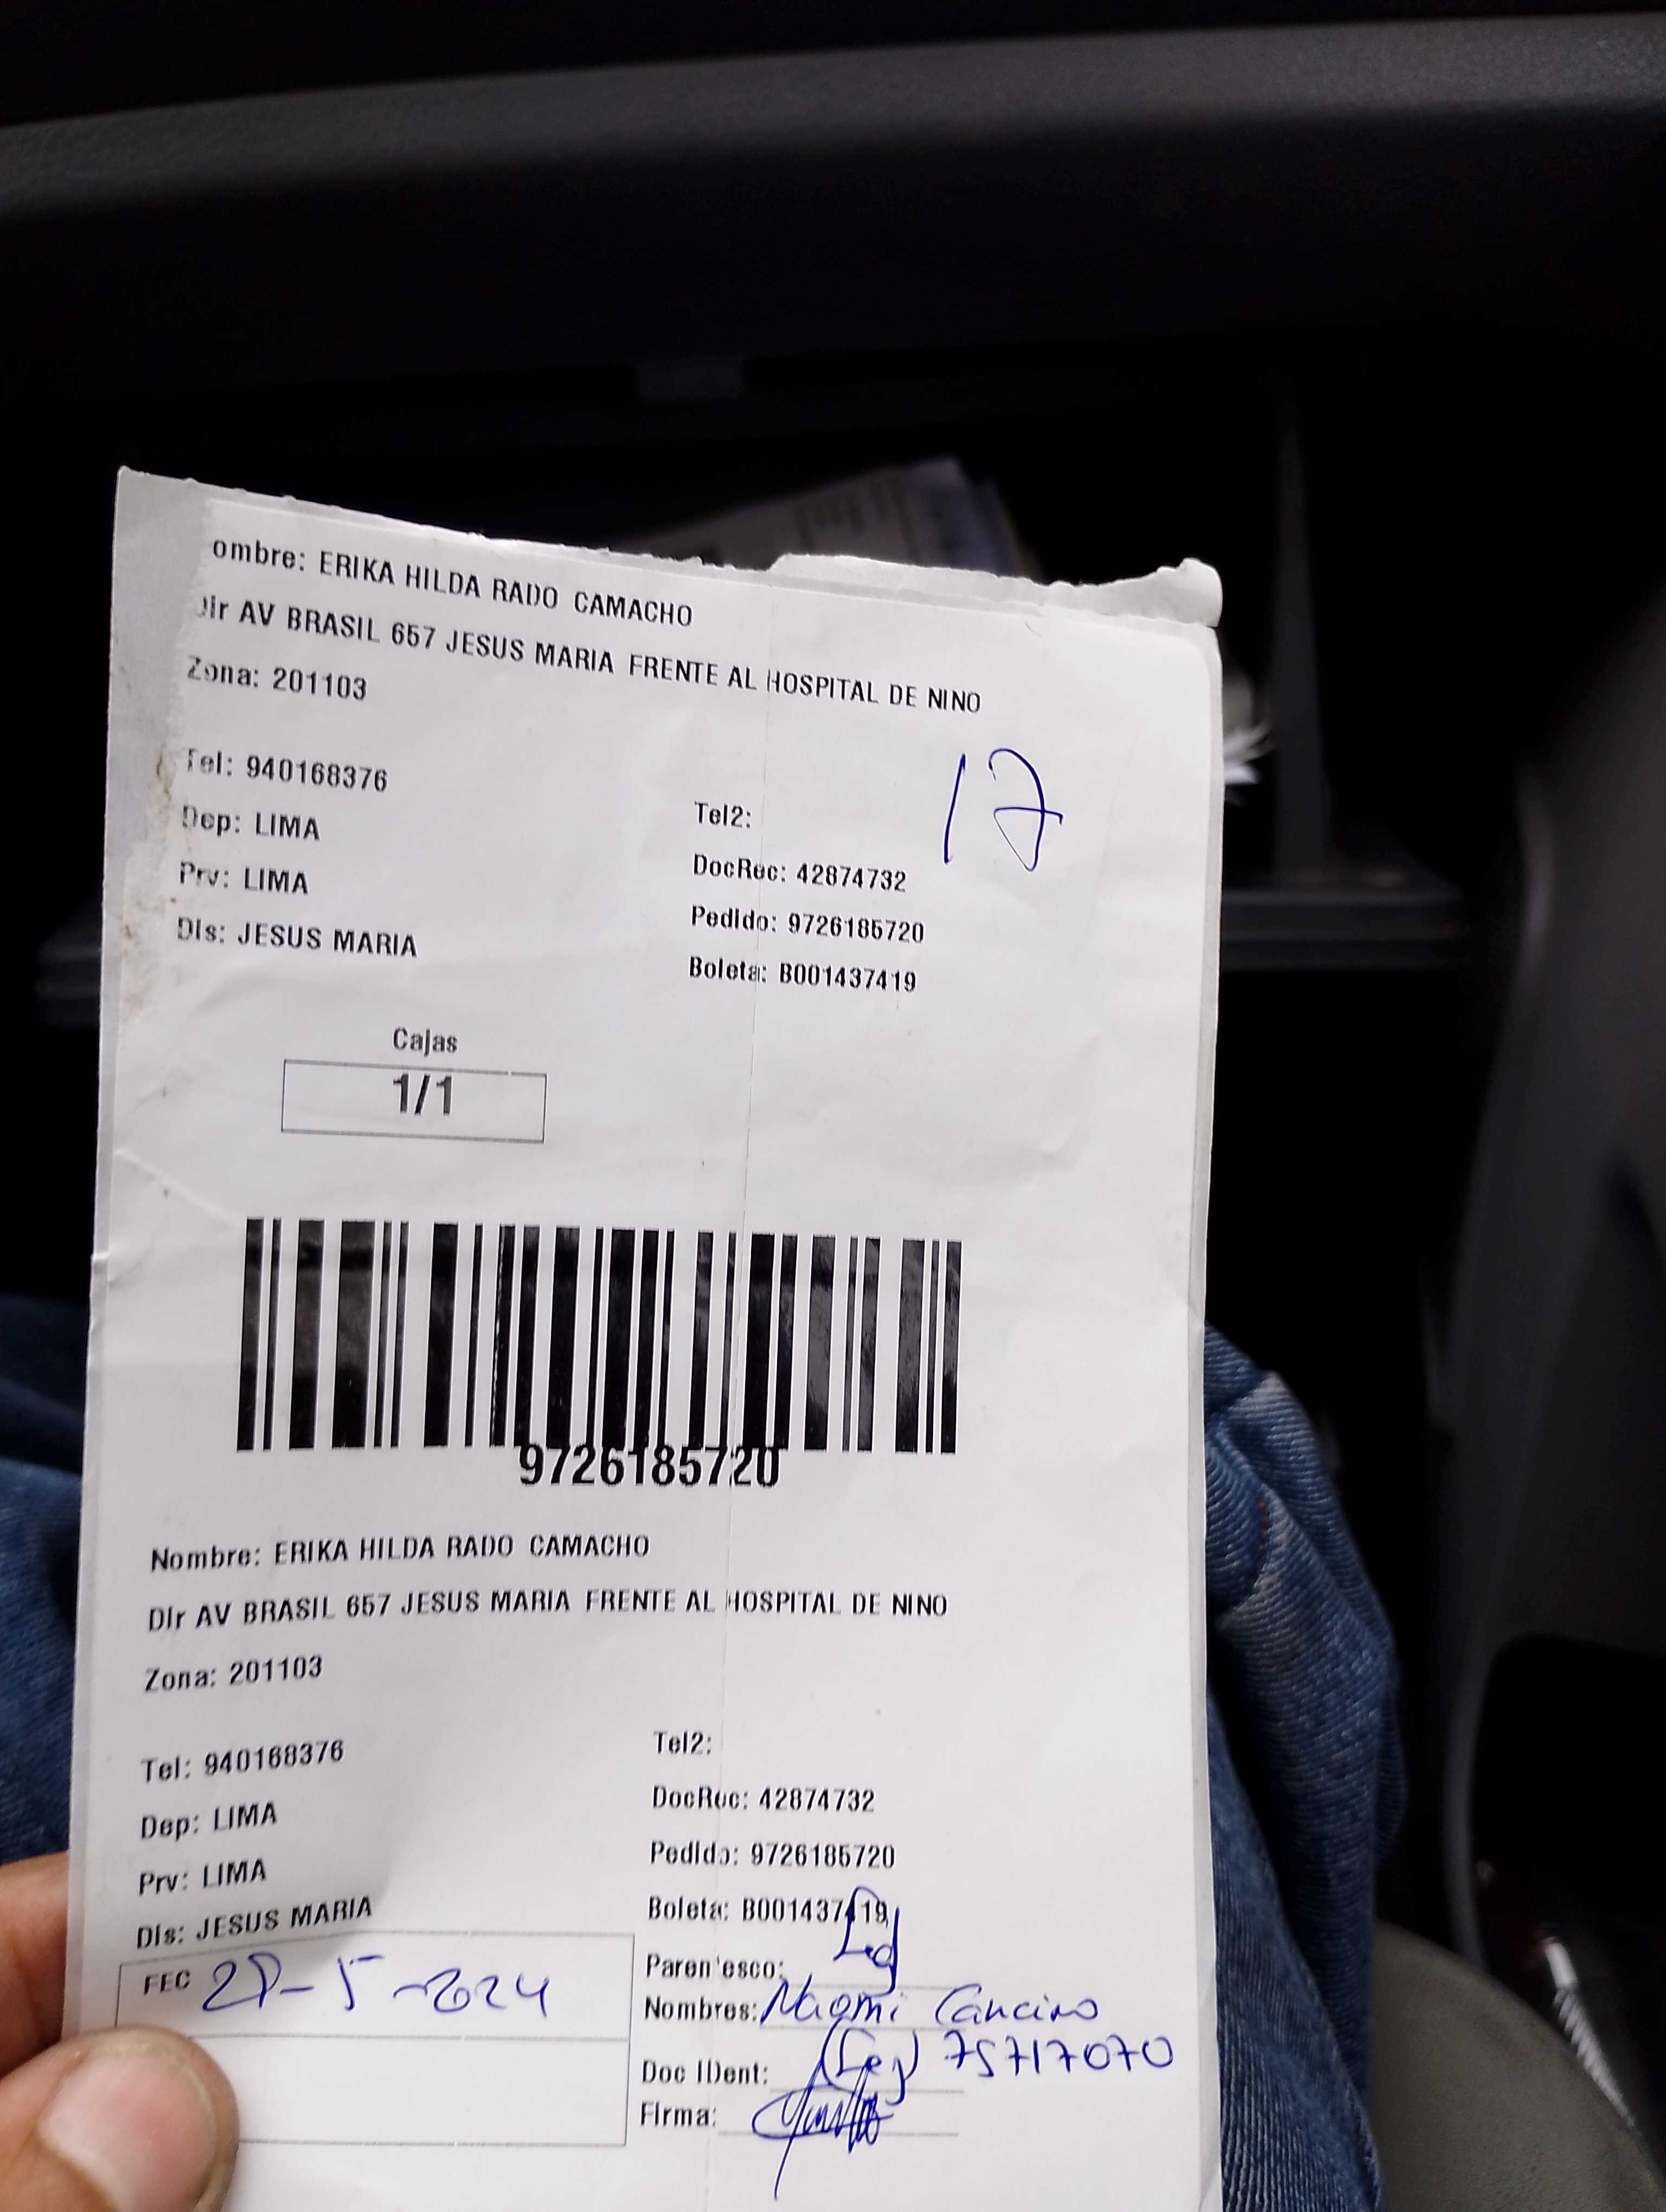 ombre: ERIKA HILDA RADO CAMACHO
Dir AV BRASIL 657 JESUS MARIA FRENTE AL HOSPITAL DE NINO
Zona: 201103
17
Tel: 940168376
Tel2:
Dep: LIMA
DocRec: 42874732
Prv: LIMA
Pedido: 9726185720
Dis: JESUS MARIA
Boleta: B001437419
Cajas
1/1
9726185720
Nombre: ERIKA HILDA RADO CAMACHO
Dir AV BRASIL 657 JESUS MARIA FRENTE AL HOSPITAL DE NINO
Zona: 201103
Tel: 940168376
Tel2:
Dep: LIMA
DocRec: 42874732
Prv: LIMA
Pedido: 9726185720
Dis: JESUS MARIA
Boleta: B001437419
FEC 28-5-2024
Parentesco:
Nombres: Naomi Cancino
Doc IDent: 75717070
Firma: